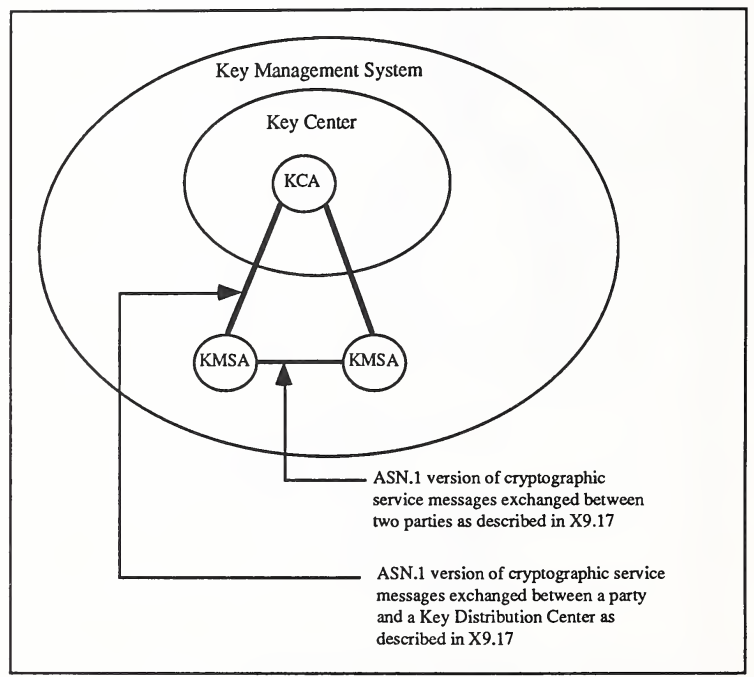 Key Management System
Key Center
KCA
KMSA
KMSA
ASN.1 version of cryptographic
service messages exchanged between
two parties as described in X9.17
ASN.1 version of cryptographic service
messages exchanged between a party
and a Key Distribution Center as
described in X9.17